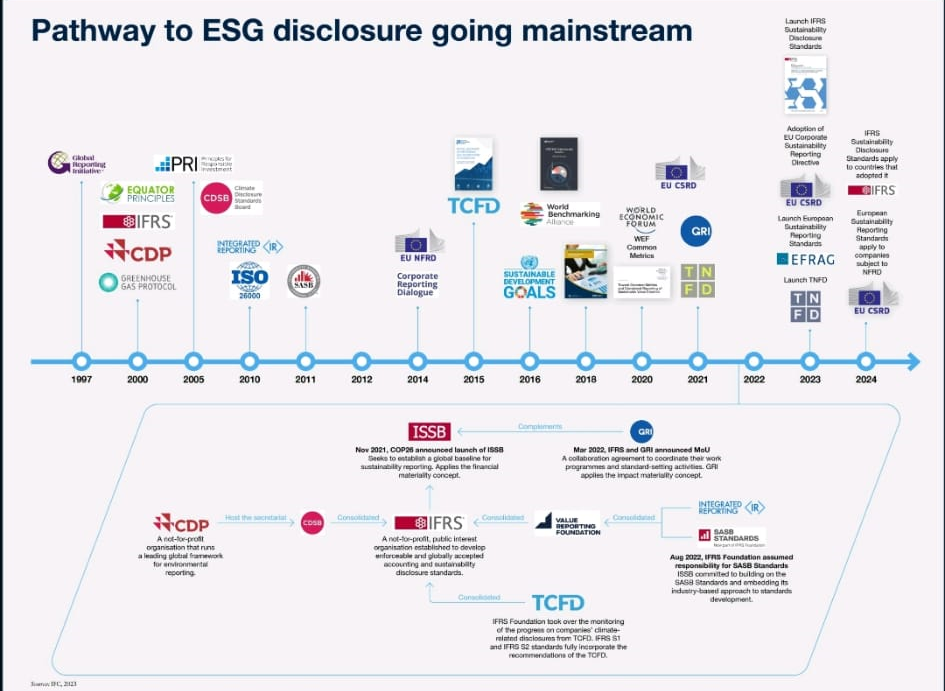 Pathway to ESG disclosure going mainstream
Launch IFRS
Sustainability
Disclosure
Standards
Global
Reporting
Initiative
PRI
Principles for
Responsible
Investment
EQUATOR
PRINCIPLES
CDSB
Climate
Disclosure
Standards
Board
IFRS
CDP
GREENHOUSE
GAS PROTOCOL
INTEGRATED
REPORTING
<IR>
ISO
26000
SASB
EU NFRD
Corporate
Reporting
Dialogue
TCFD
World
Benchmarking
Alliance
SUSTAINABLE
DEVELOPMENT
GOALS
WORLD
ECONOMIC
FORUM
WEF
Common
Metrics
EU CSRD
GRI
T N
F D
Adoption of
EU Corporate
Sustainability
Reporting
Directive
EU CSRD
Launch European
Sustainability
Reporting
Standards
EFRAG
Launch TNFD
T N
F D
IFRS
Sustainability
Disclosure
Standards apply
to countries that
adopted it
IFRS
European
Sustainability
Reporting
Standards
apply to
companies
subject to
NFRD
EU CSRD
1997 2000 2005 2010 2011 2012 2014 2015 2016 2018 2020 2021 2022 2023 2024
ISSB
Complements
GRI
Nov 2021, COP26 announced launch of ISSB
Seeks to establish a global baseline for
sustainability reporting. Applies the financial
materiality concept.
Mar 2022, IFRS and GRI announced MoU
A collaboration agreement to coordinate their work
programmes and standard-setting activities. GRI
applies the impact materiality concept.
CDP
Host the secretariat
CDSB
Consolidated
IFRS
Consolidated
VALUE
REPORTING
FOUNDATION
Consolidated
INTEGRATED
REPORTING
<IR>
SASB
STANDARDS
A not-for-profit
organisation that runs
a leading global framework
for environmental
reporting.
A not-for-profit, public interest
organisation established to develop
enforceable and globally accepted
accounting and sustainability
disclosure standards.
Aug 2022, IFRS Foundation assumed
responsibility for SASB Standards
ISSB committed to building on the
SASB Standards and embedding its
industry-based approach to standards
development.
Consolidated
TCFD
IFRS Foundation took over the monitoring
of the progress on companies' climate-
related disclosures from TCFD. IFRS S1
and IFRS S2 standards fully incorporate the
recommendations of the TCFD.
Source: IFC, 2023